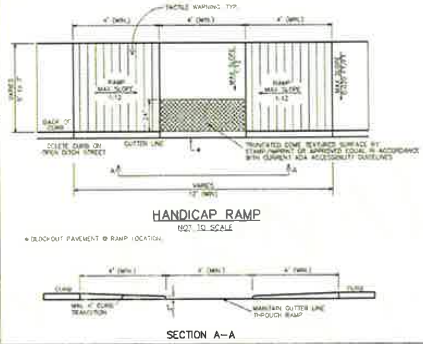 TACTILE WARNING TYP.
4' (MIN.) 4' (MIN.) 4' (MIN.)
VARIES
RAMP
MAX SLOPE
1:12
MAX SLOPE
1:12
RAMP
MAX SLOPE
1:12
MAX SLOPE
24"
BACK OF
CURB
DELETE CURB ON
OPEN DITCH STREET
GUTTER LINE
TRUNCATED DOME TEXTURED SURFACE BY
STAMP/IMPRINT OR APPROVED EQUAL IN ACCORDANCE
WITH CURRENT ADA ACCESSIBILITY GUIDELINES
A A
VARIES
12' (MIN.)
HANDICAP RAMP
NOT TO SCALE
* BLOCKOUT PAVEMENT @ RAMP LOCATION.
4' (MIN.) 4' (MIN.) 4' (MIN.)
CURB CURB
MIN. 4' CURB
TRANSITION
MAINTAIN GUTTER LINE
THROUGH RAMP
SECTION A-A